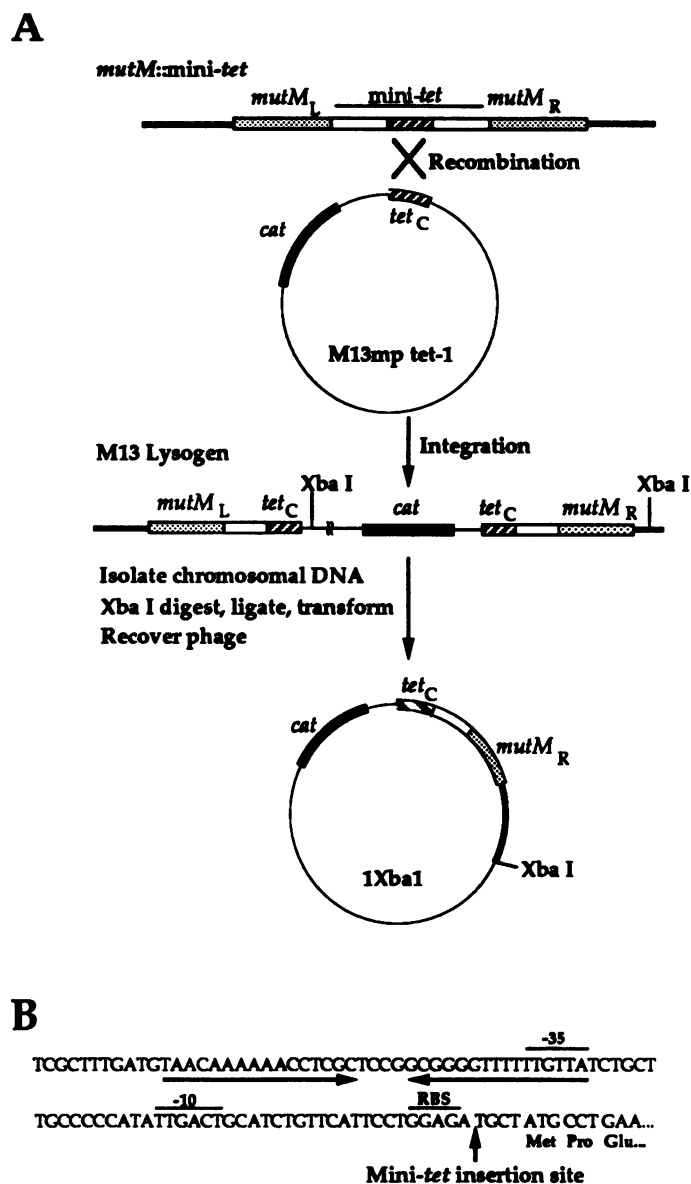 A
mutM::mini-tet
mutM L mini-tet mutM R
Recombination
tet C
cat
M13mp tet-1
Integration
M13 Lysogen
Xba I Xba I
mutM L tet C cat tet C mutM R
Isolate chromosomal DNA
Xba I digest, ligate, transform
Recover phage
tet C
cat
mutM R
Xba I
1Xba1
B
-35
TCGCTTTGATGTAACAAAAAACCTCGCTCCGGCGGGGTTTTTTGTTATCTGCT
-10 RBS
TGCCCCCATATTGACTGCATCTGTTCATTCCTGGAGATGCT ATG CCT GAA...
Met Pro Glu...
Mini-tet insertion site